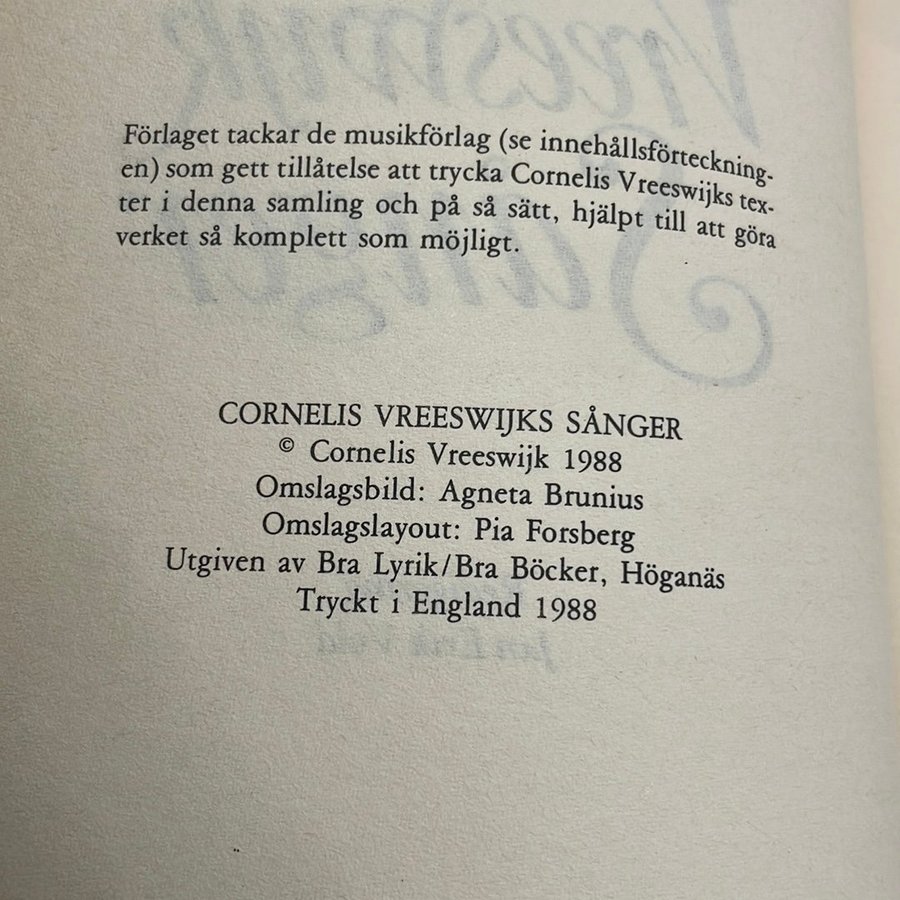 Förlaget tackar de musikförlag (se innehållsförteckning-
en) som gett tillåtelse att trycka Cornelis Vreeswijks tex-
ter i denna samling och på så sätt, hjälpt till att göra
verket så komplett som möjligt.
CORNELIS VREESWIJKS SÅNGER
© Cornelis Vreeswijk 1988
Omslagsbild: Agneta Brunius
Omslagslayout: Pia Forsberg
Utgiven av Bra Lyrik/Bra Böcker, Höganäs
Tryckt i England 1988